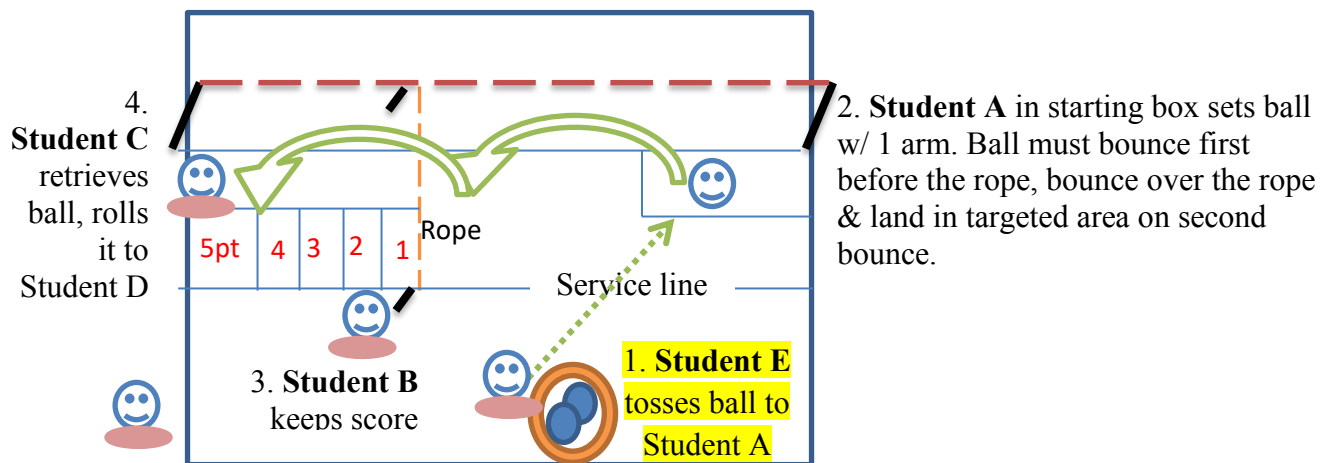 4.
Student C
retrieves
ball, rolls
it to
Student D
5pt
4
3
2
1
Rope
Service line
2. Student A in starting box sets ball
w/ 1 arm. Ball must bounce first
before the rope, bounce over the rope
& land in targeted area on second
bounce.
3. Student B
keeps score
1. Student E
tosses ball to
Student A